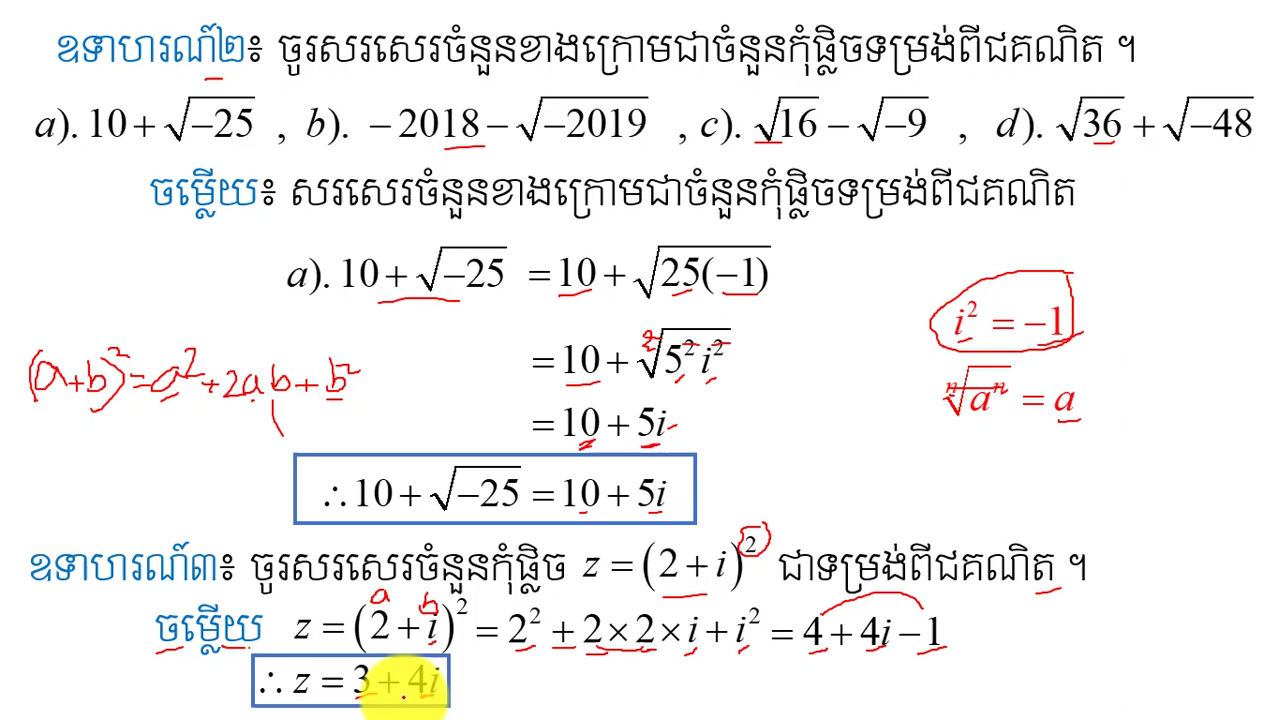 ឧទាហរណ៍២៖ ចូរសរសេរចំនួនខាងក្រោមជាចំនួនកុំផ្លិចទម្រង់ពីជគណិត ។
a). 10 + √−25 , b). − 2018 − √−2019 , c). √16 − √−9 , d). √36 + √−48
ចម្លើយ៖ សរសេរចំនួនខាងក្រោមជាចំនួនកុំផ្លិចទម្រង់ពីជគណិត
a). 10 + √−25 = 10 + √25(−1)
i² = −1
= 10 + ²√5² i²
(a+b)² = a² + 2ab + b²
ⁿ√aⁿ = a
= 10 + 5i
∴ 10 + √−25 = 10 + 5i
ឧទាហរណ៍៣៖ ចូរសរសេរចំនួនកុំផ្លិច z = (2 + i)² ជាទម្រង់ពីជគណិត ។
a b
ចម្លើយ z = (2 + i)² = 2² + 2 × 2 × i + i² = 4 + 4i − 1
∴ z = 3 + 4i